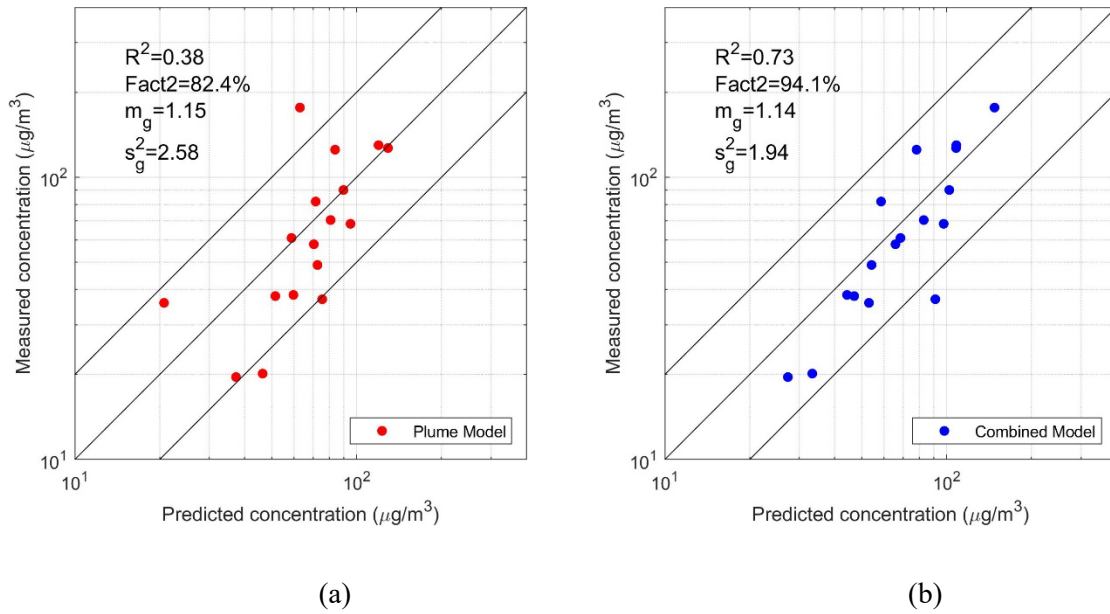 R²=0.38
Fact2=82.4%
m_g=1.15
s_g²=2.58
10²
10¹
10¹
10²
Measured concentration (μg/m³)
Predicted concentration (μg/m³)
Plume Model
(a)
R²=0.73
Fact2=94.1%
m_g=1.14
s_g²=1.94
10²
10¹
10¹
10²
Measured concentration (μg/m³)
Predicted concentration (μg/m³)
Combined Model
(b)